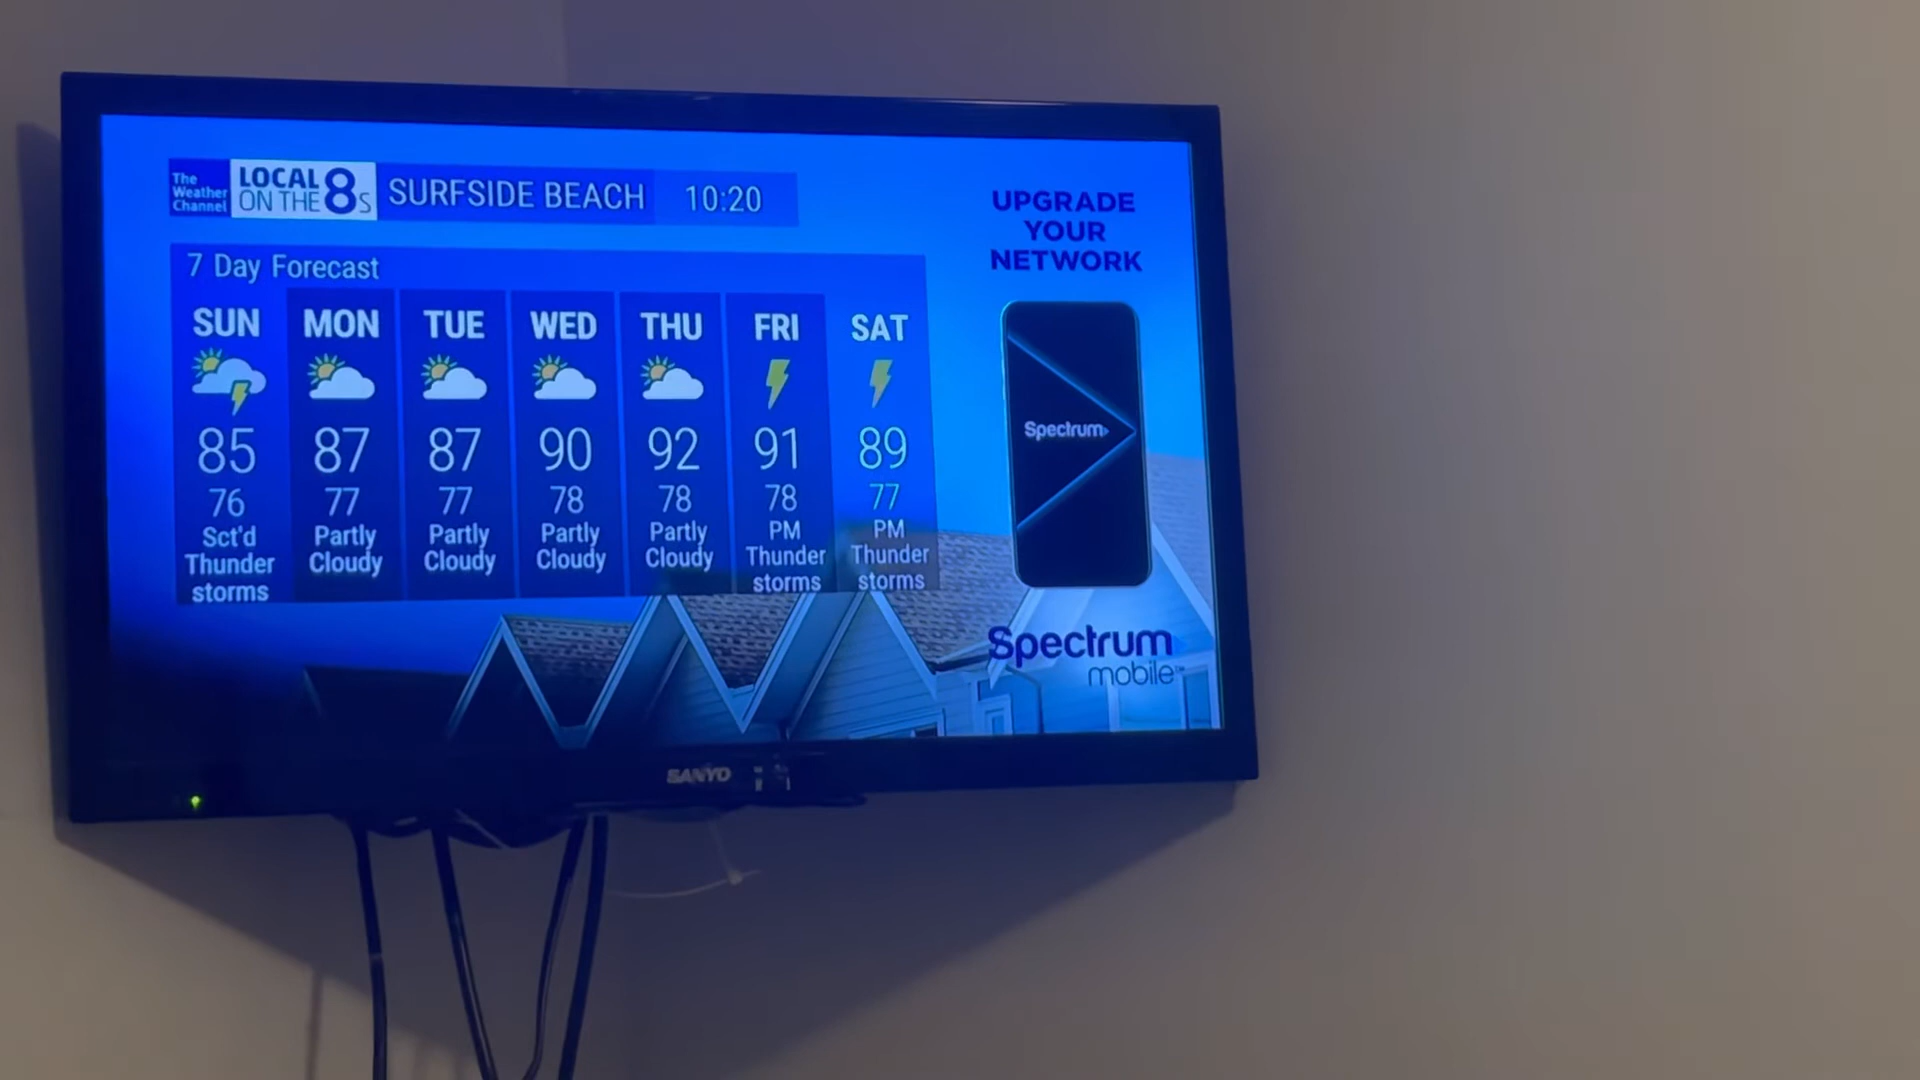 The
Weather
Channel
LOCAL
ON THE 8s
SURFSIDE BEACH 10:20
7 Day Forecast
SUN MON TUE WED THU FRI SAT
85 87 87 90 92 91 89
76 77 77 78 78 78 77
Sct'd
Thunder
storms
Partly
Cloudy
Partly
Cloudy
Partly
Cloudy
Partly
Cloudy
PM
Thunder
storms
PM
Thunder
storms
UPGRADE
YOUR
NETWORK
Spectrum
Spectrum
mobile™
SANYO